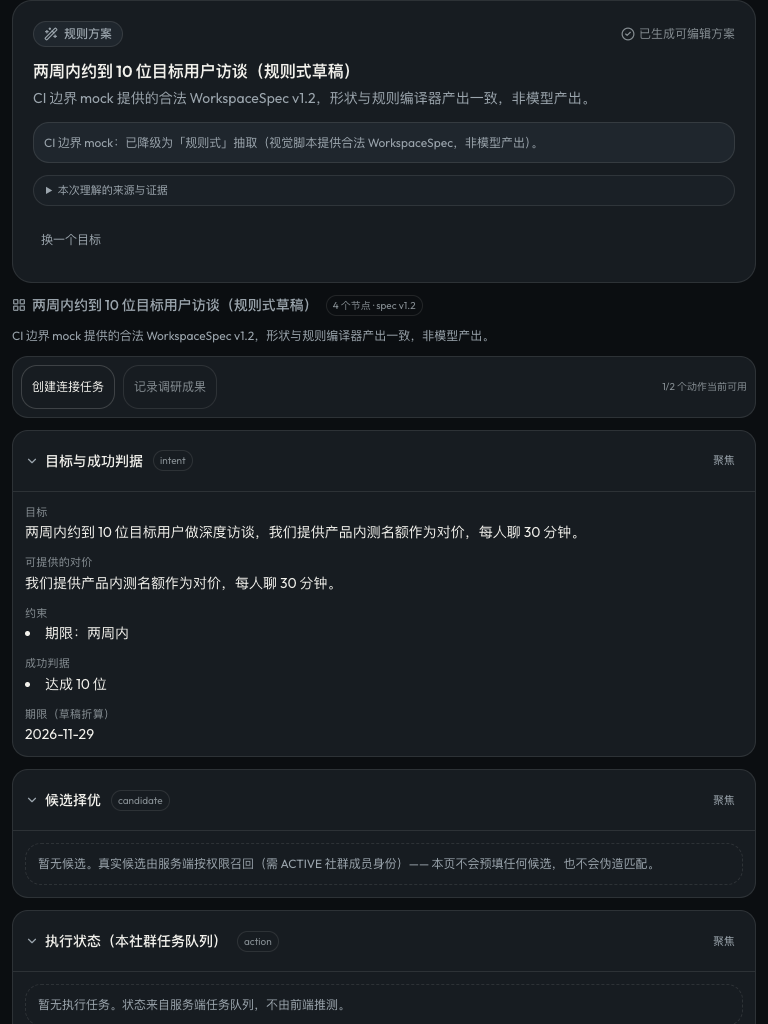 规则方案
已生成可编辑方案
两周内约到 10 位目标用户访谈（规则式草稿）
CI 边界 mock 提供的合法 WorkspaceSpec v1.2，形状与规则编译器产出一致，非模型产出。
CI 边界 mock：已降级为「规则式」抽取（视觉脚本提供合法 WorkspaceSpec，非模型产出）。
本次理解的来源与证据
换一个目标
两周内约到 10 位目标用户访谈（规则式草稿）
4 个节点 · spec v1.2
CI 边界 mock 提供的合法 WorkspaceSpec v1.2，形状与规则编译器产出一致，非模型产出。
创建连接任务
记录调研成果
1/2 个动作当前可用
目标与成功判据
intent
聚焦
目标
两周内约到 10 位目标用户做深度访谈，我们提供产品内测名额作为对价，每人聊 30 分钟。
可提供的对价
我们提供产品内测名额作为对价，每人聊 30 分钟。
约束
• 期限：两周内
成功判据
• 达成 10 位
期限（草稿折算）
2026-11-29
候选择优
candidate
聚焦
暂无候选。真实候选由服务端按权限召回（需 ACTIVE 社群成员身份）—— 本页不会预填任何候选，也不会伪造匹配。
执行状态（本社群任务队列）
action
聚焦
暂无执行任务。状态来自服务端任务队列，不由前端推测。